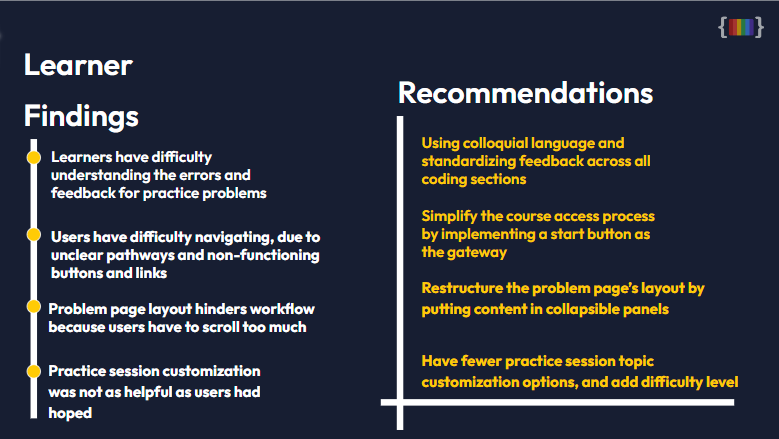 Learner
Findings
Learners have difficulty
understanding the errors and
feedback for practice problems
Users have difficulty navigating, due to
unclear pathways and non-functioning
buttons and links
Problem page layout hinders workflow
because users have to scroll too much
Practice session customization
was not as helpful as users had
hoped
Recommendations
Using colloquial language and
standardizing feedback across all
coding sections
Simplify the course access process
by implementing a start button as
the gateway
Restructure the problem page's layout by
putting content in collapsible panels
Have fewer practice session topic
customization options, and add difficulty level